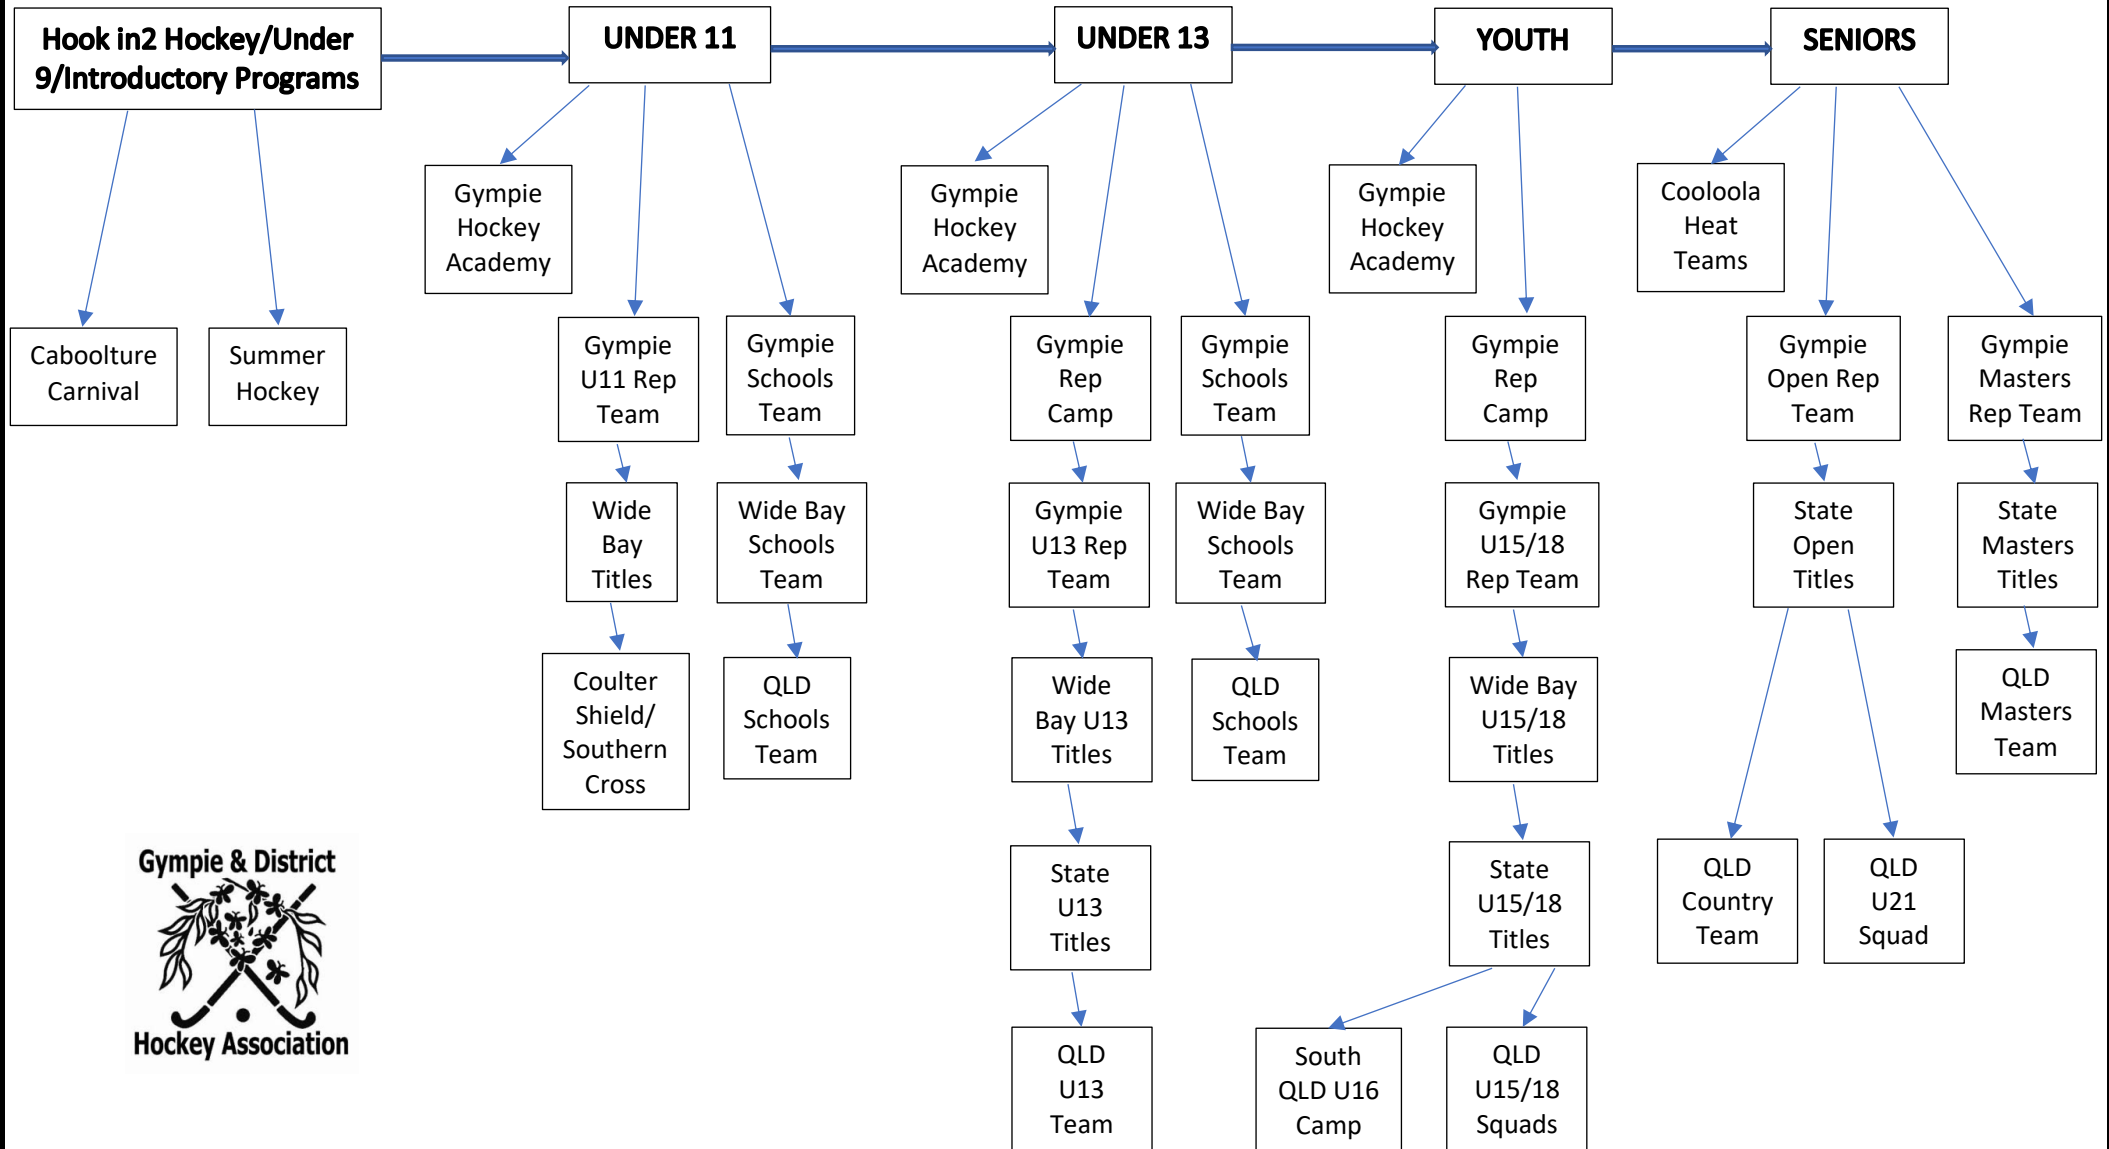 Hook in2 Hockey/Under
9/Introductory Programs
UNDER 11
UNDER 13
YOUTH
SENIORS
Caboolture
Carnival
Summer
Hockey
Gympie
Hockey
Academy
Gympie
U11 Rep
Team
Wide
Bay
Titles
Coulter
Shield/
Southern
Cross
Gympie
Schools
Team
Wide Bay
Schools
Team
QLD
Schools
Team
Gympie
Hockey
Academy
Gympie
Rep
Camp
Gympie
U13 Rep
Team
Wide
Bay U13
Titles
State
U13
Titles
QLD
U13
Team
Gympie
Schools
Team
Wide Bay
Schools
Team
QLD
Schools
Team
Gympie
Hockey
Academy
Gympie
Rep
Camp
Gympie
U15/18
Rep Team
Wide Bay
U15/18
Titles
State
U15/18
Titles
South
QLD U16
Camp
QLD
U15/18
Squads
Cooloola
Heat
Teams
Gympie
Open Rep
Team
State
Open
Titles
QLD
Country
Team
QLD
U21
Squad
Gympie
Masters
Rep Team
State
Masters
Titles
QLD
Masters
Team
Gympie & District
Hockey Association